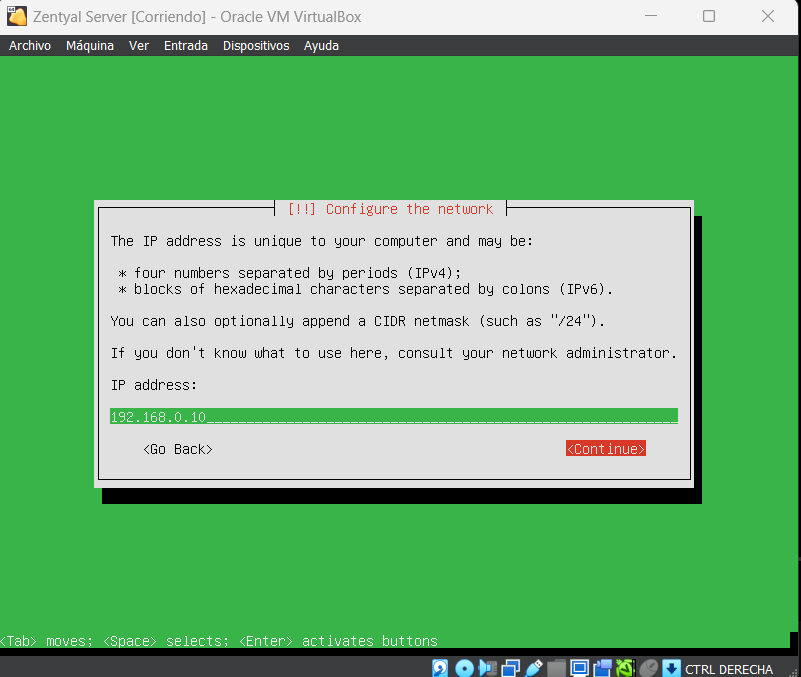 Zentyal Server [Corriendo] - Oracle VM VirtualBox
Archivo Máquina Ver Entrada Dispositivos Ayuda
[!!] Configure the network
The IP address is unique to your computer and may be:
* four numbers separated by periods (IPv4);
* blocks of hexadecimal characters separated by colons (IPv6).
You can also optionally append a CIDR netmask (such as "/24").
If you don't know what to use here, consult your network administrator.
IP address:
192.168.0.10
<Go Back> <Continue>
<Tab> moves; <Space> selects; <Enter> activates buttons
CTRL DERECHA